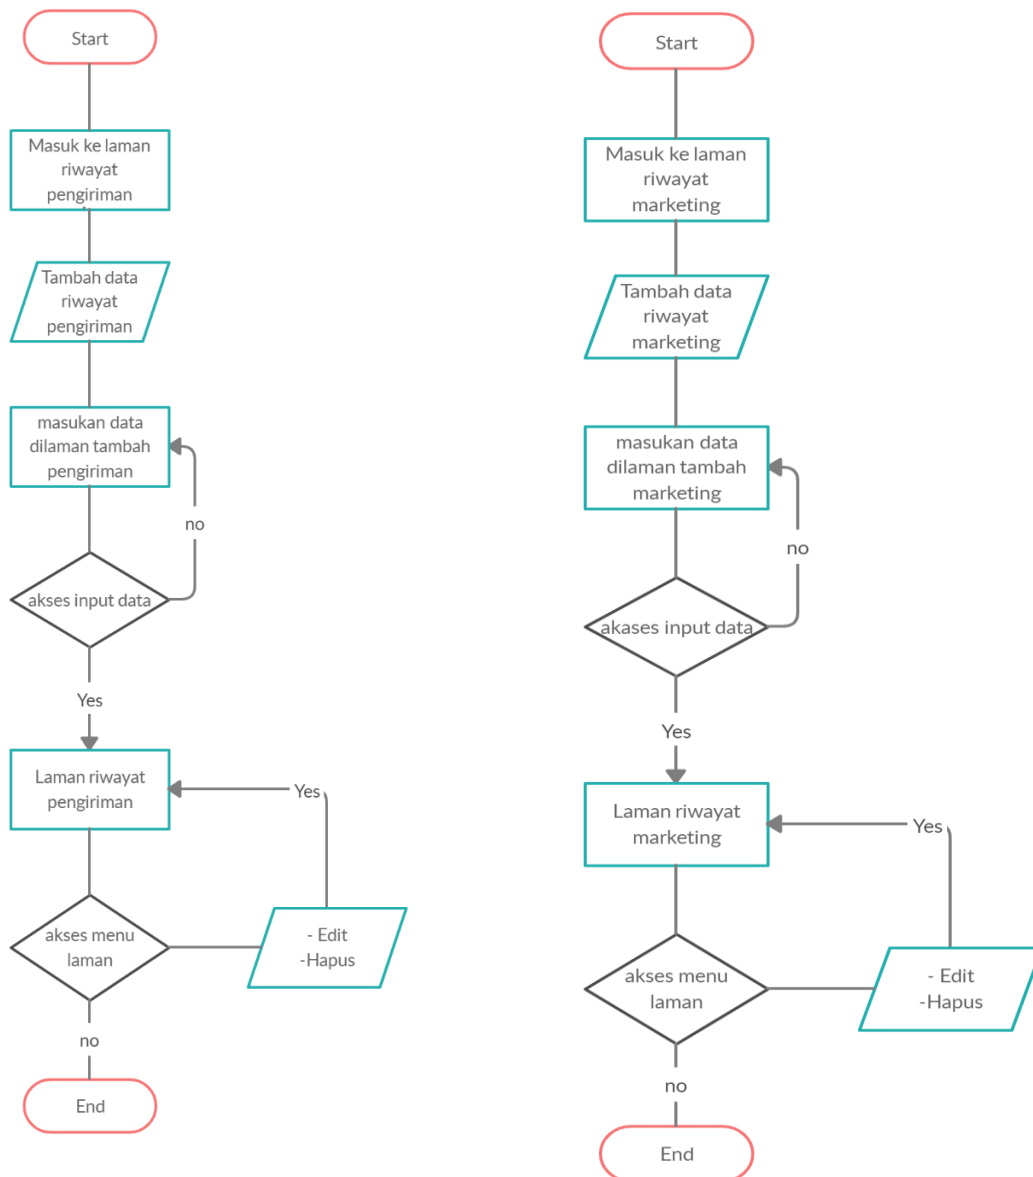 Start
Masuk ke laman
riwayat
pengiriman
Tambah data
riwayat
pengiriman
masukan data
dilaman tambah
pengiriman
no
akses input data
Yes
Laman riwayat
pengiriman
Yes
akses menu
laman
- Edit
-Hapus
no
End
Start
Masuk ke laman
riwayat
marketing
Tambah data
riwayat
marketing
masukan data
dilaman tambah
marketing
no
akases input data
Yes
Laman riwayat
marketing
Yes
akses menu
laman
- Edit
-Hapus
no
End